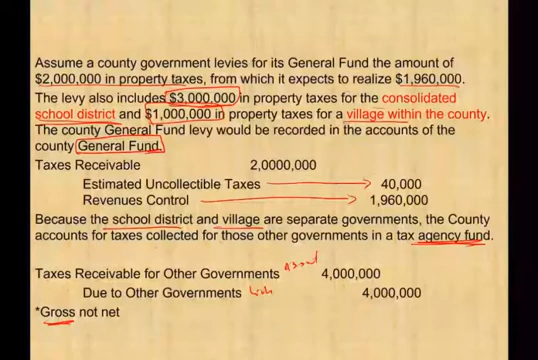 Assume a county government levies for its General Fund the amount of
$2,000,000 in property taxes, from which it expects to realize $1,960,000.
The levy also includes $3,000,000 in property taxes for the consolidated
school district and $1,000,000 in property taxes for a village within the county.
The county General Fund levy would be recorded in the accounts of the
county General Fund.
Taxes Receivable 2,0000,000
Estimated Uncollectible Taxes 40,000
Revenues Control 1,960,000
Because the school district and village are separate governments, the County
accounts for taxes collected for those other governments in a tax agency fund.
Taxes Receivable for Other Governments Asset 4,000,000
Due to Other Governments 4,000,000
*Gross not net